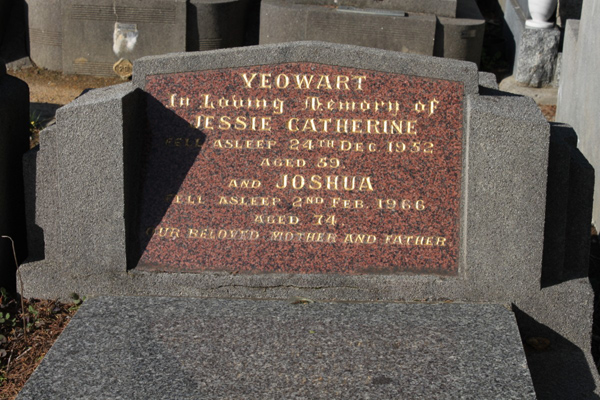 YEOWART
In Loving Memory of
JESSIE CATHERINE
FELL ASLEEP 24TH DEC 1952
AGED 59
AND JOSHUA
FELL ASLEEP 2ND FEB. 1966
AGED 74.
OUR BELOVED MOTHER AND FATHER